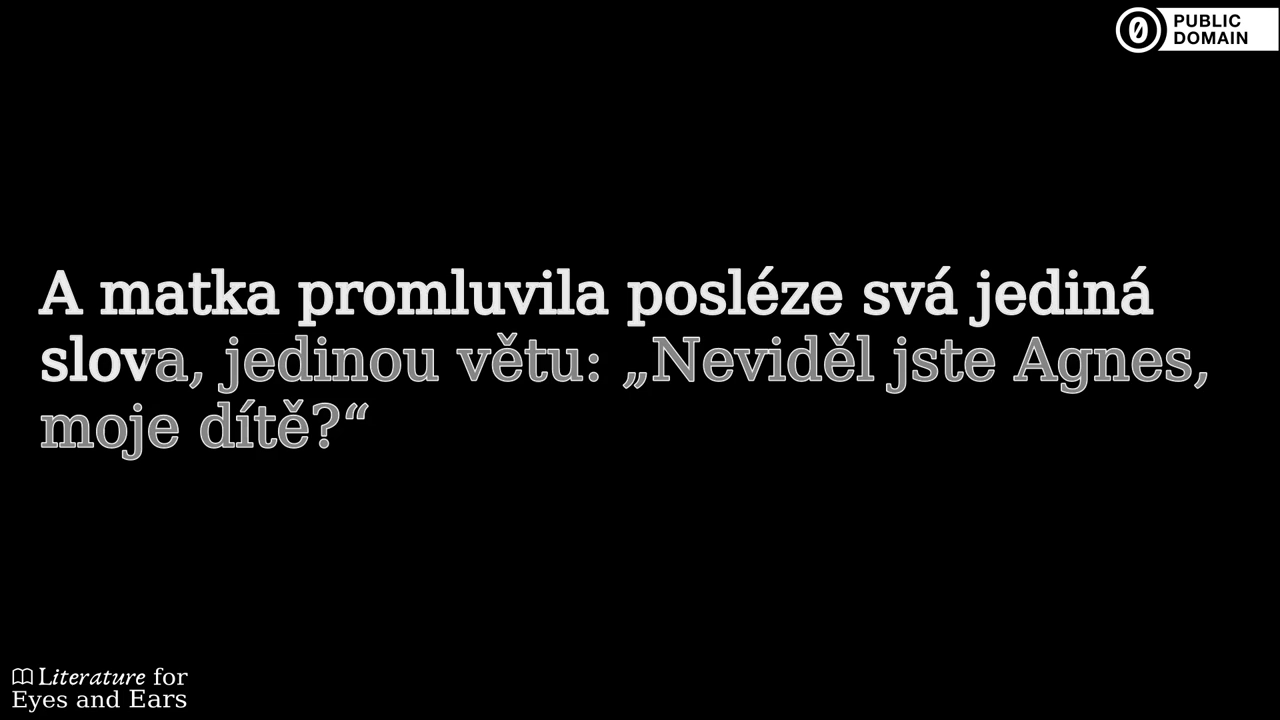 PUBLIC
DOMAIN
A matka promluvila posléze svá jediná
slova, jedinou větu: „Neviděl jste Agnes,
moje dítě?“
Literature for
Eyes and Ears